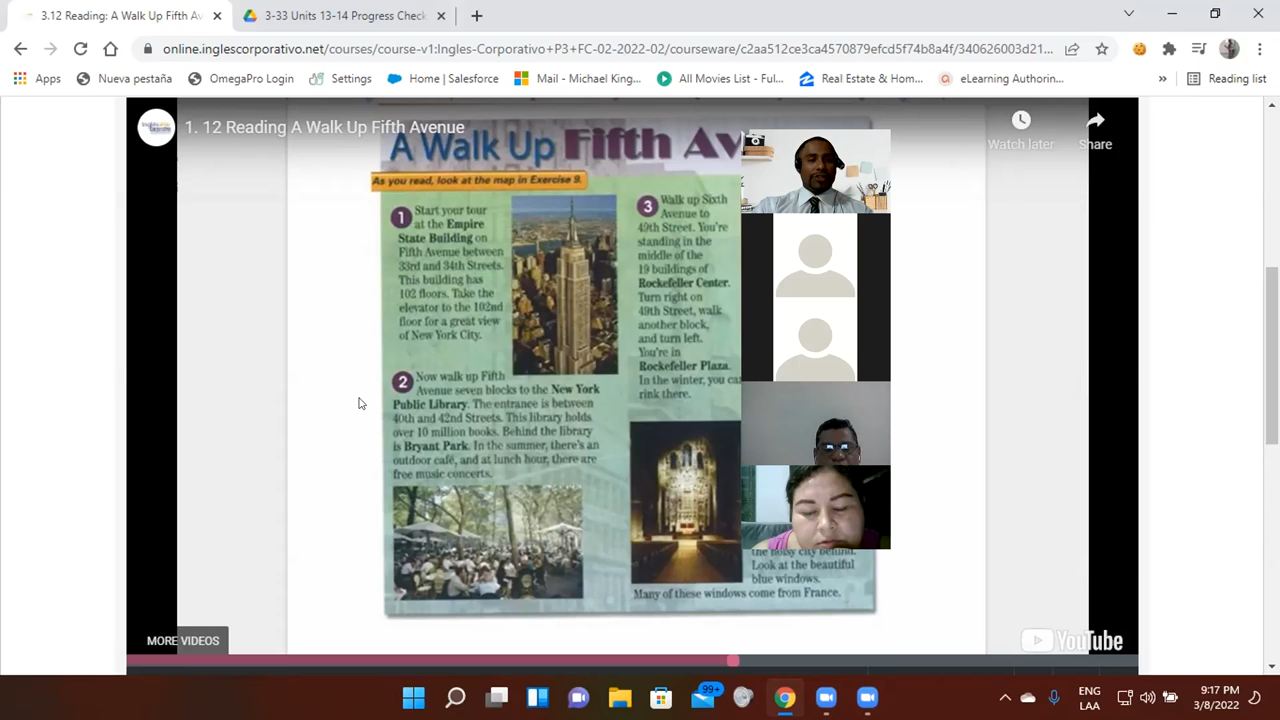 3.12 Reading: A Walk Up Fifth Av
3-33 Units 13-14 Progress Check
online.inglescorporativo.net/courses/course-v1:Ingles-Corporativo+P3+FC-02-2022-02/courseware/c2aa512ce3ca4570879efcd5f74b8a4f/340626003d21...
Apps
Nueva pestaña
OmegaPro Login
Settings
Home | Salesforce
Mail - Michael King...
All Movies List - Ful...
Real Estate & Hom...
eLearning Authorin...
»
Reading list
1. 12 Reading A Walk Up Fifth Avenue
Watch later
Share
A Walk Up Fifth Av
As you read, look at the map in Exercise 9.
1 Start your tour
at the Empire
State Building on
Fifth Avenue between
33rd and 34th Streets.
This building has
102 floors. Take the
elevator to the 102nd
floor for a great view
of New York City.
2 Now walk up Fifth
Avenue seven blocks to the New York
Public Library. The entrance is between
40th and 42nd Streets. This library holds
over 10 million books. Behind the library
is Bryant Park. In the summer, there's an
outdoor café, and at lunch hour, there are
free music concerts.
3 Walk up Sixth
Avenue to
49th Street. You're
standing in the
middle of the
19 buildings of
Rockefeller Center.
Turn right on
49th Street, walk
another block,
and turn left.
You're in
Rockefeller Plaza.
In the winter, you can
rink there.
the noisy city behind.
Look at the beautiful
blue windows.
Many of these windows come from France.
MORE VIDEOS
YouTube
99+
ENG
LAA
9:17 PM
3/8/2022